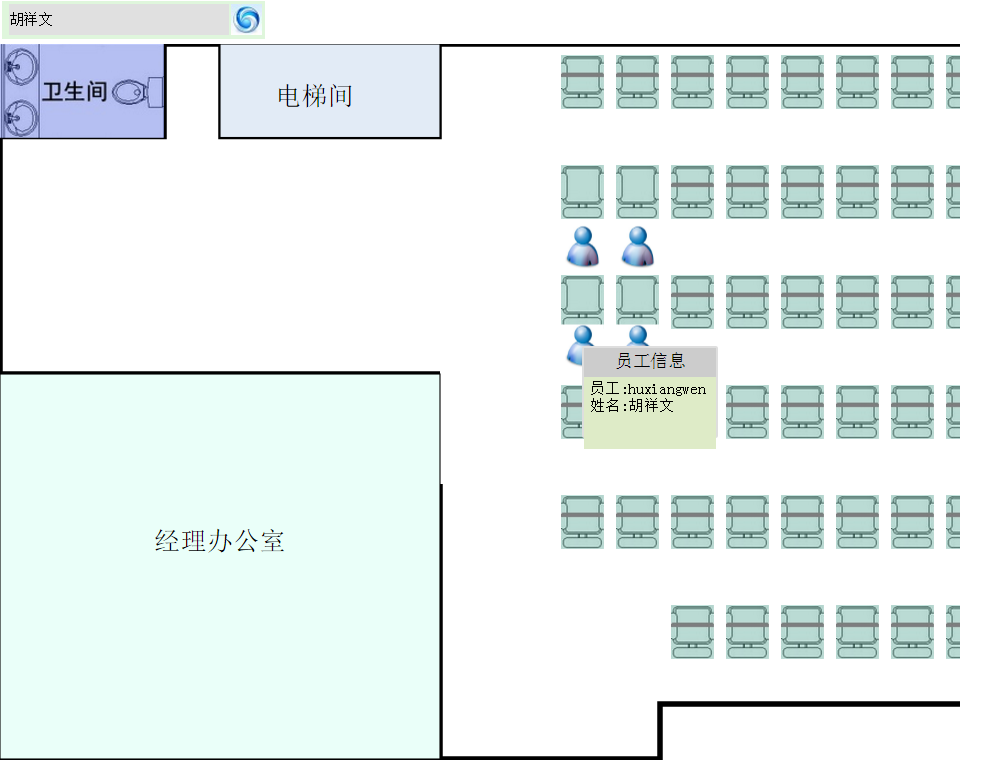 胡祥文
卫生间
电梯间
员工信息
员工:huxiangwen
姓名:胡祥文
经理办公室